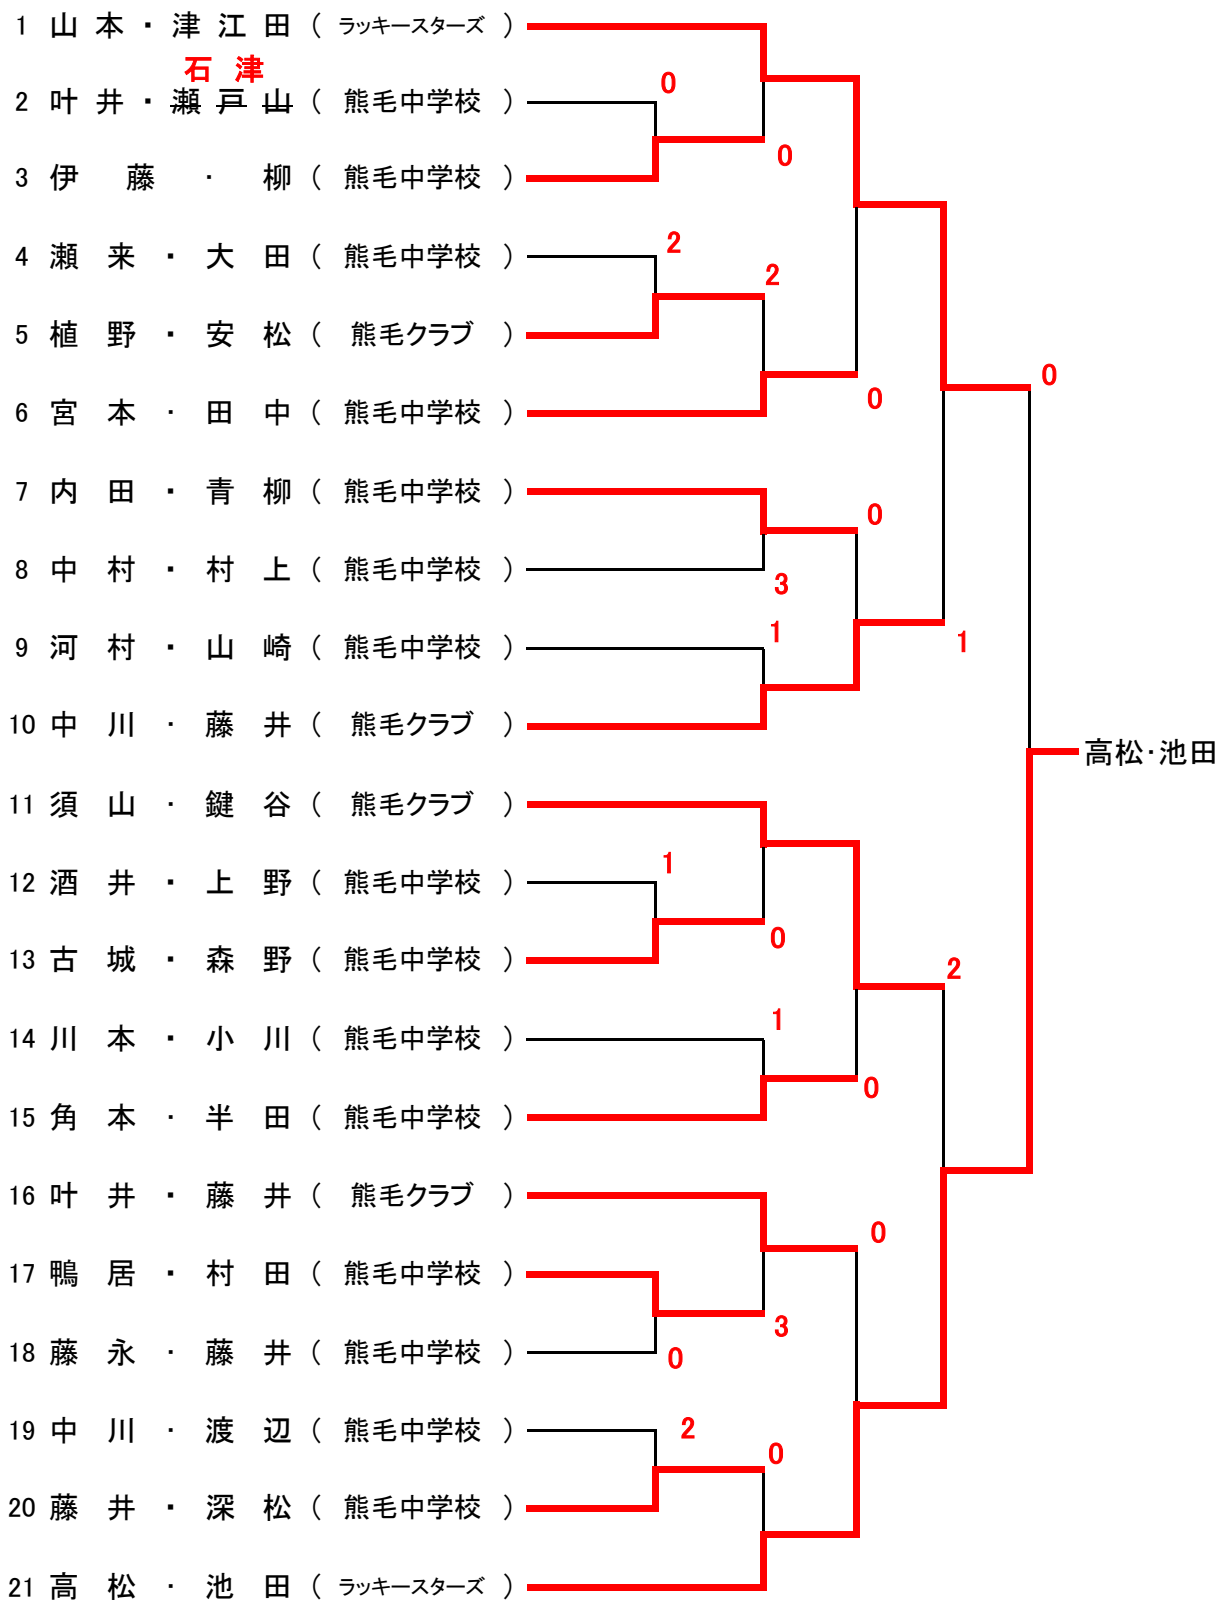 1 山本・津江田 ( ラッキースターズ )
石津
2 叶井・瀬戸山 ( 熊毛中学校 )
0
3 伊藤・柳 ( 熊毛中学校 )
0
4 瀬来・大田 ( 熊毛中学校 )
2
2
5 植野・安松 ( 熊毛クラブ )
6 宮本・田中 ( 熊毛中学校 )
0
0
7 内田・青柳 ( 熊毛中学校 )
0
8 中村・村上 ( 熊毛中学校 )
3
9 河村・山崎 ( 熊毛中学校 )
1
1
10 中川・藤井 ( 熊毛クラブ )
高松・池田
11 須山・鍵谷 ( 熊毛クラブ )
12 酒井・上野 ( 熊毛中学校 )
1
13 古城・森野 ( 熊毛中学校 )
0
2
14 川本・小川 ( 熊毛中学校 )
1
0
15 角本・半田 ( 熊毛中学校 )
16 叶井・藤井 ( 熊毛クラブ )
0
17 鴨居・村田 ( 熊毛中学校 )
3
18 藤永・藤井 ( 熊毛中学校 )
0
19 中川・渡辺 ( 熊毛中学校 )
2
0
20 藤井・深松 ( 熊毛中学校 )
21 高松・池田 ( ラッキースターズ )